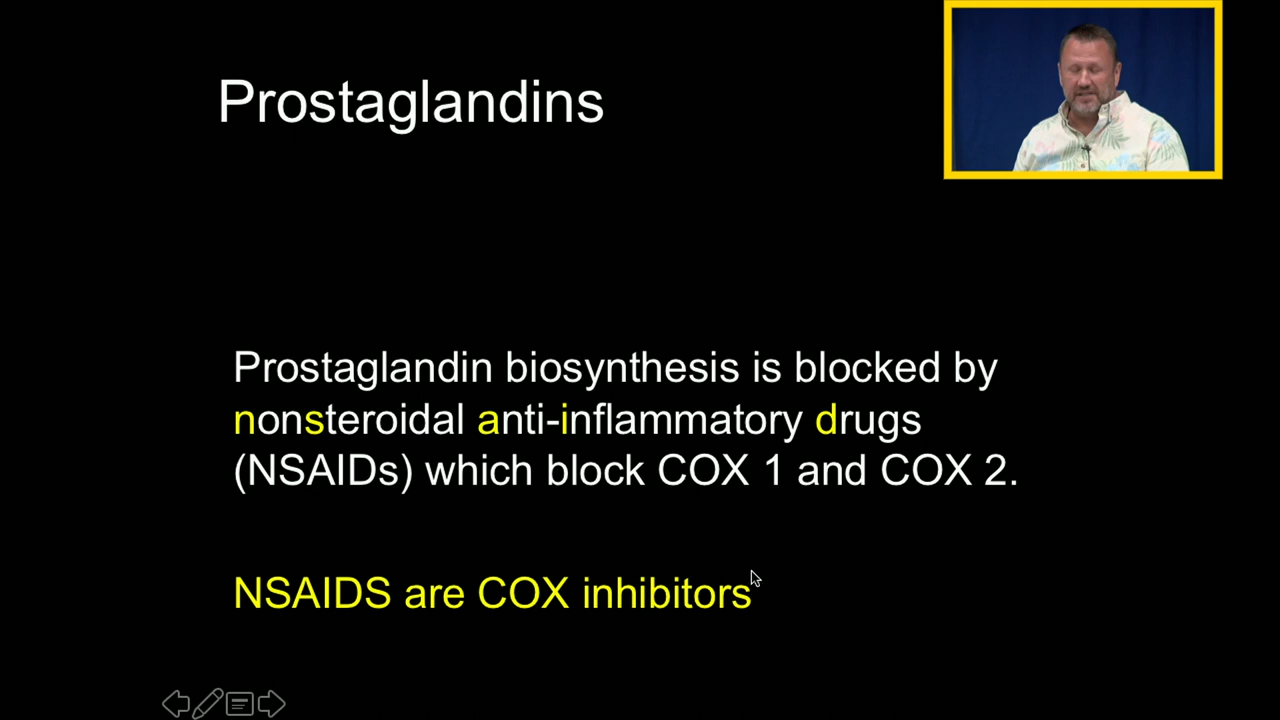 Prostaglandins
Prostaglandin biosynthesis is blocked by
nonsteroidal anti-inflammatory drugs
(NSAIDs) which block COX 1 and COX 2.
NSAIDS are COX inhibitors